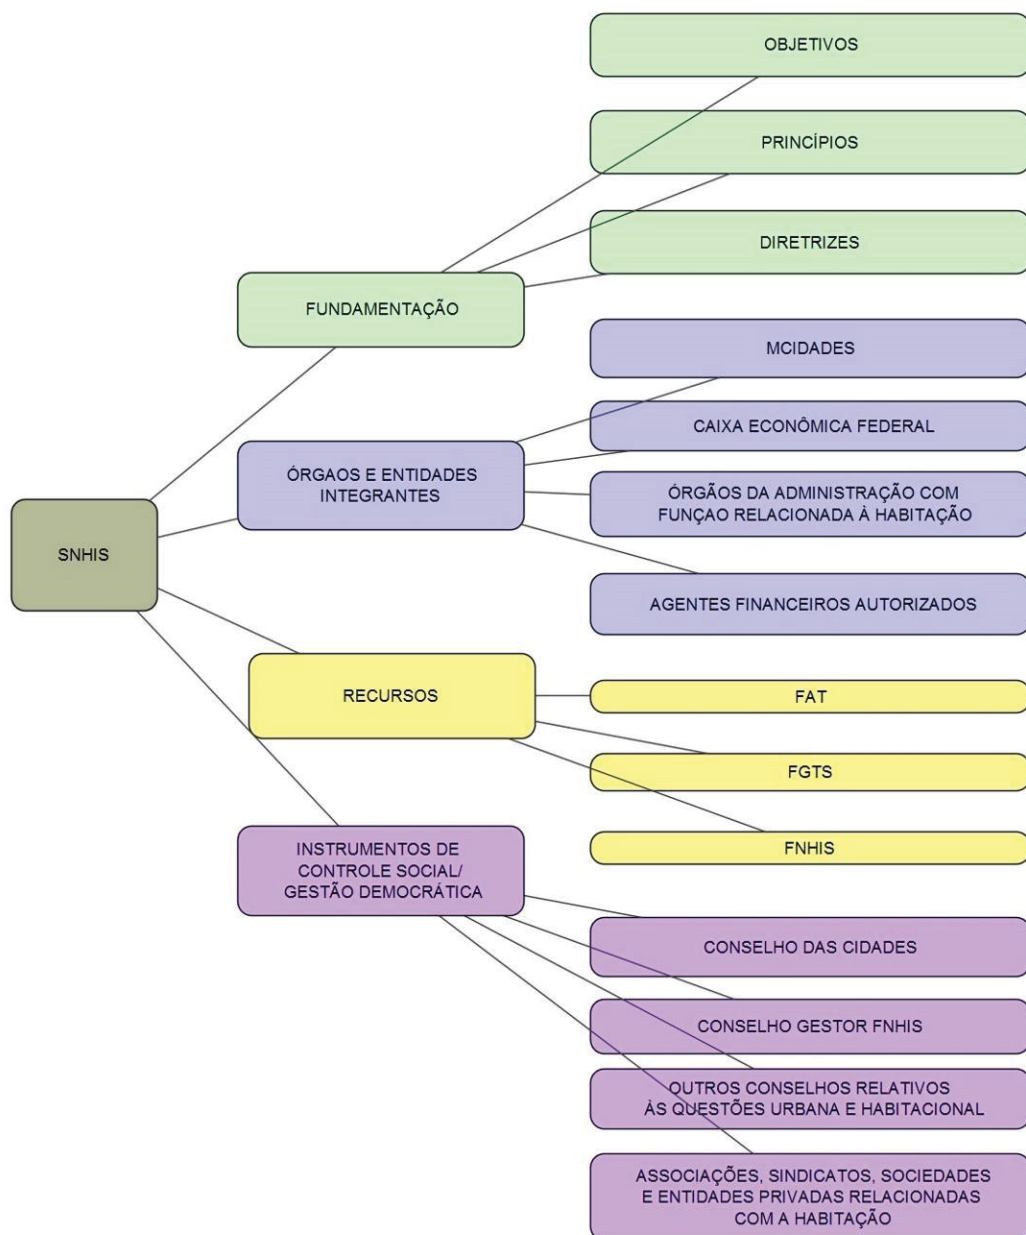 OBJETIVOS
PRINCÍPIOS
DIRETRIZES
FUNDAMENTAÇÃO
MCIDADES
CAIXA ECONÔMICA FEDERAL
ÓRGAOS E ENTIDADES
INTEGRANTES
ÓRGÃOS DA ADMINISTRAÇÃO COM
FUNÇAO RELACIONADA À HABITAÇÃO
SNHIS
AGENTES FINANCEIROS AUTORIZADOS
RECURSOS
FAT
FGTS
FNHIS
INSTRUMENTOS DE
CONTROLE SOCIAL/
GESTÃO DEMOCRÁTICA
CONSELHO DAS CIDADES
CONSELHO GESTOR FNHIS
OUTROS CONSELHOS RELATIVOS
ÀS QUESTÕES URBANA E HABITACIONAL
ASSOCIAÇÕES, SINDICATOS, SOCIEDADES
E ENTIDADES PRIVADAS RELACIONADAS
COM A HABITAÇÃO